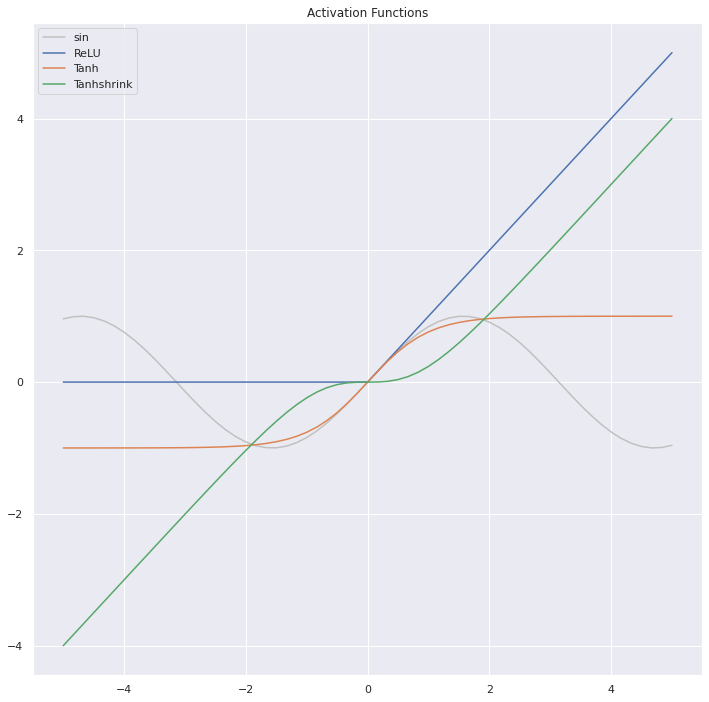 Activation Functions
sin
ReLU
Tanh
Tanhshrink
4
2
0
−2
−4
−4 −2 0 2 4